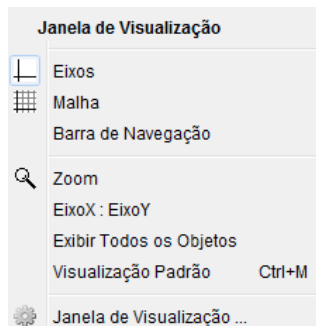 Janela de Visualização
Eixos
Malha
Barra de Navegação
Zoom
EixoX : EixoY
Exibir Todos os Objetos
Visualização Padrão Ctrl+M
Janela de Visualização ...